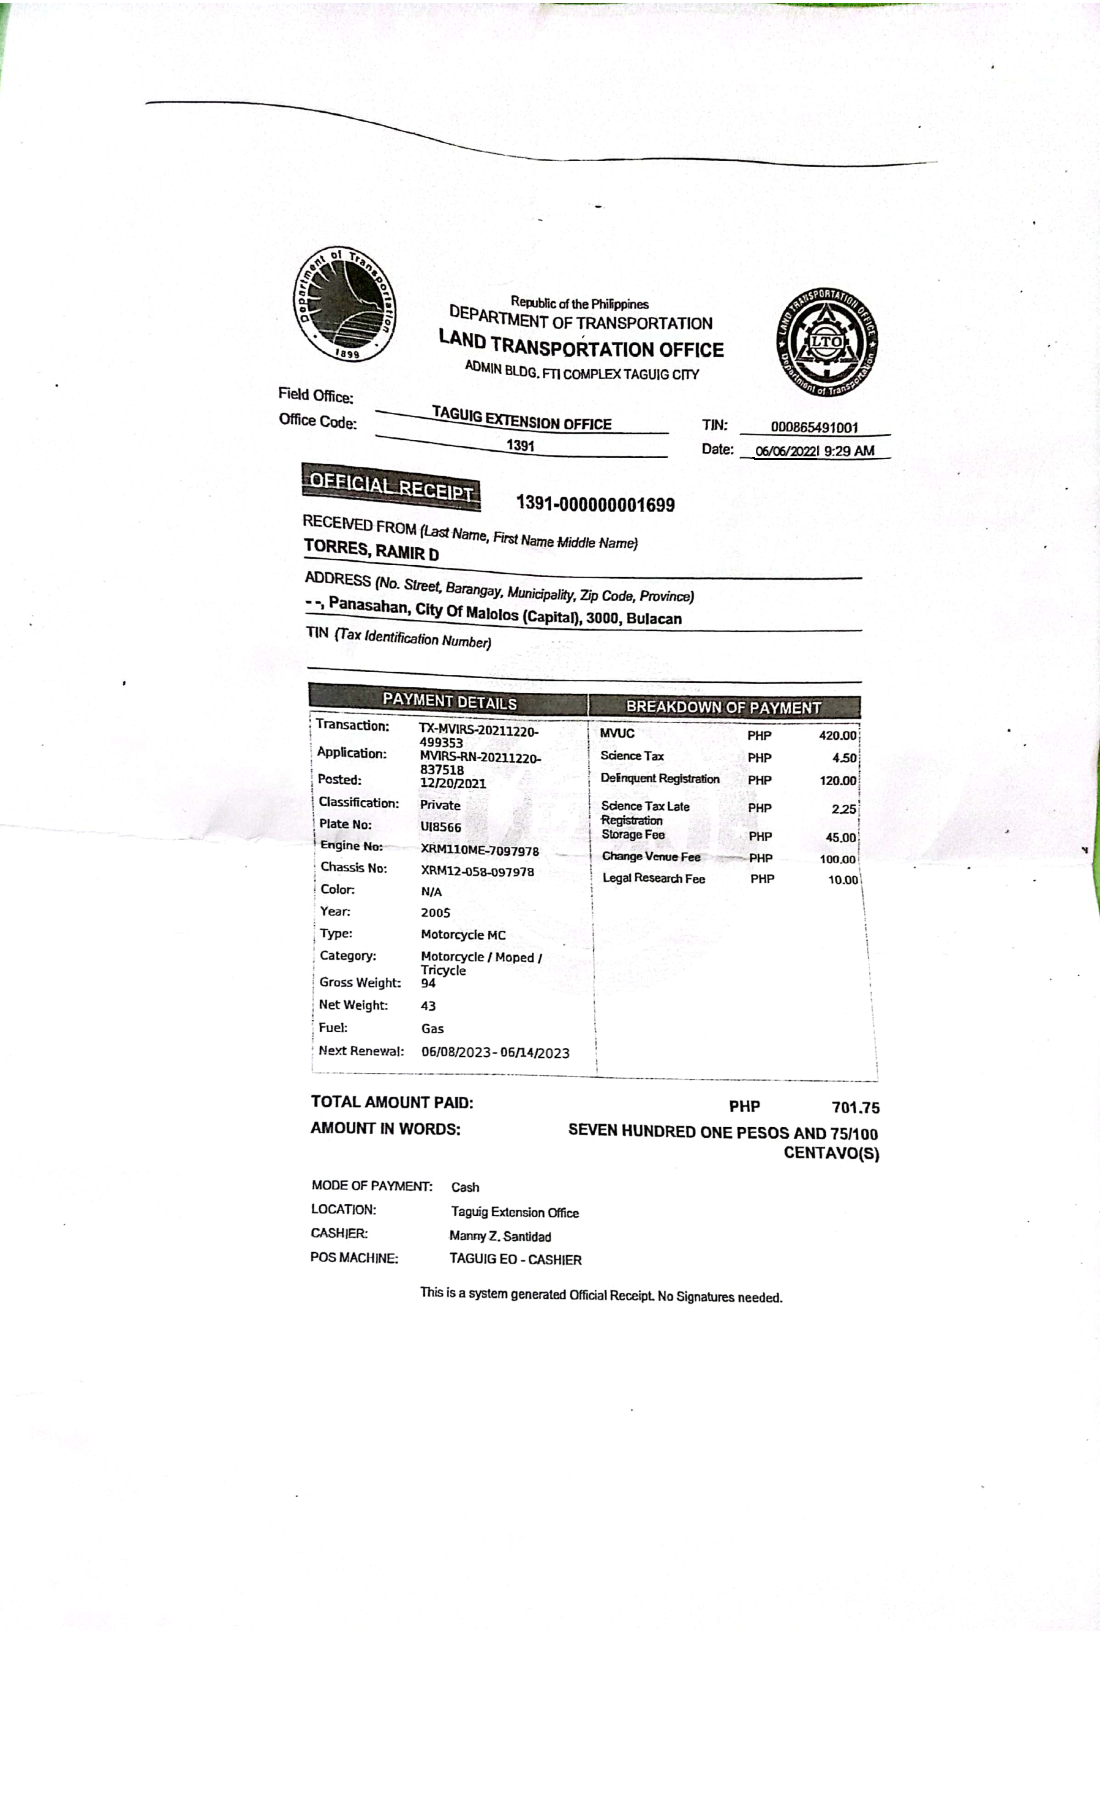 Department of Transportation
1899
Republic of the Philippines
DEPARTMENT OF TRANSPORTATION
LAND TRANSPORTATION OFFICE
ADMIN BLDG. FTI COMPLEX TAGUIG CITY
LAND TRANSPORTATION OFFICE
LTO
Department of Transportation
Field Office: TAGUIG EXTENSION OFFICE TIN: 000865491001
Office Code: 1391 Date: 06/06/2022| 9:29 AM
OFFICIAL RECEIPT 1391-000000001699
RECEIVED FROM (Last Name, First Name Middle Name)
TORRES, RAMIR D
ADDRESS (No. Street, Barangay, Municipality, Zip Code, Province)
- -, Panasahan, City Of Malolos (Capital), 3000, Bulacan
TIN (Tax Identification Number)
PAYMENT DETAILS
Transaction: TX-MVIRS-20211220-
499353
Application: MVIRS-RN-20211220-
837518
Posted: 12/20/2021
Classification: Private
Plate No: UI8566
Engine No: XRM110ME-7097978
Chassis No: XRM12-058-097978
Color: N/A
Year: 2005
Type: Motorcycle MC
Category: Motorcycle / Moped /
Tricycle
Gross Weight: 94
Net Weight: 43
Fuel: Gas
Next Renewal: 06/08/2023- 06/14/2023
BREAKDOWN OF PAYMENT
MVUC PHP 420.00
Science Tax PHP 4.50
Delinquent Registration PHP 120.00
Science Tax Late PHP 2.25
Registration
Storage Fee PHP 45.00
Change Venue Fee PHP 100.00
Legal Research Fee PHP 10.00
TOTAL AMOUNT PAID: PHP 701.75
AMOUNT IN WORDS: SEVEN HUNDRED ONE PESOS AND 75/100
CENTAVO(S)
MODE OF PAYMENT: Cash
LOCATION: Taguig Extension Office
CASHIER: Manny Z. Santidad
POS MACHINE: TAGUIG EO - CASHIER
This is a system generated Official Receipt. No Signatures needed.